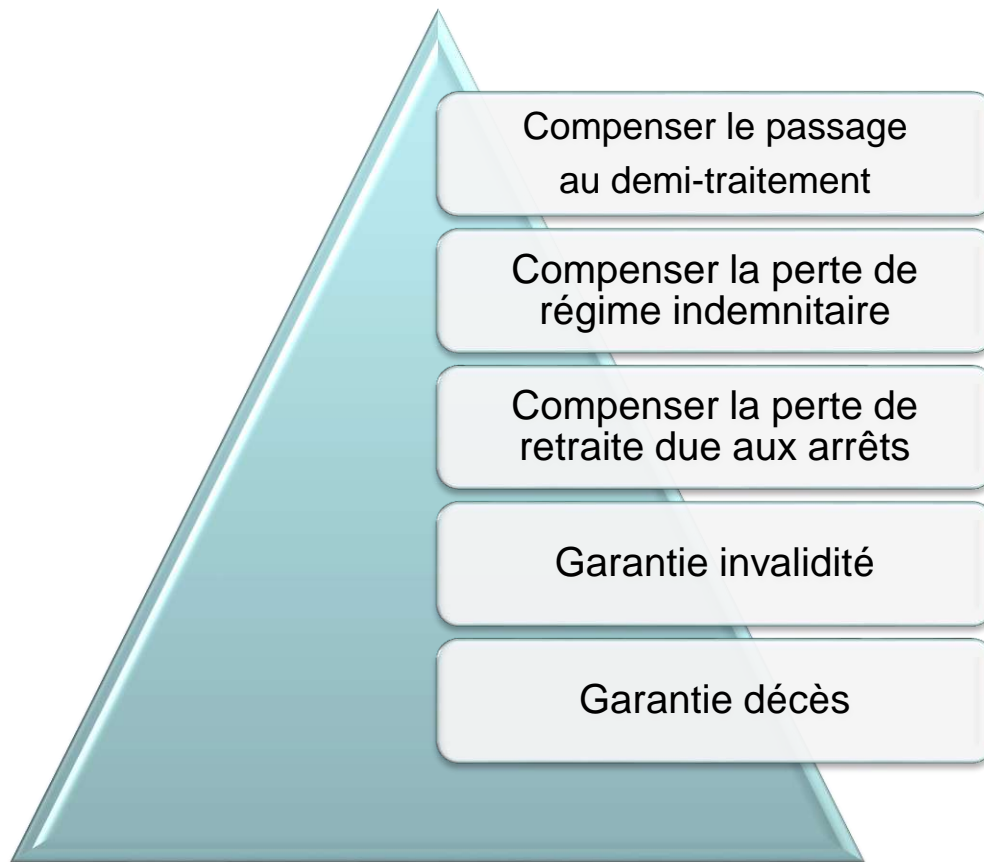 Compenser le passage
au demi-traitement
Compenser la perte de
régime indemnitaire
Compenser la perte de
retraite due aux arrêts
Garantie invalidité
Garantie décès